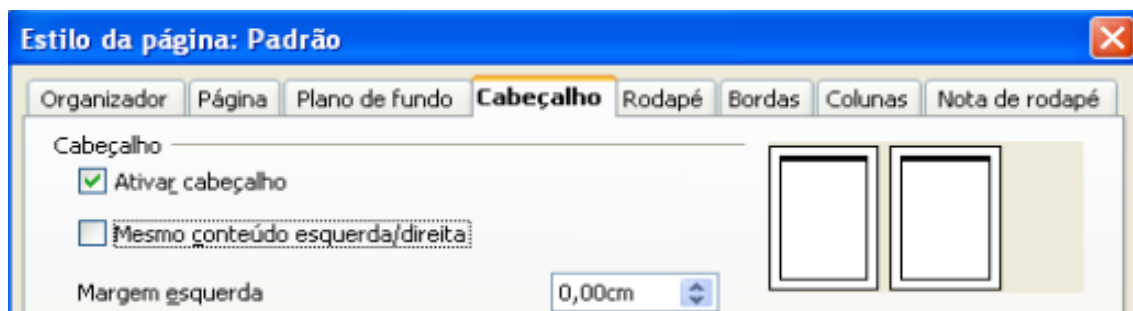 Estilo da página: Padrão
Organizador Página Plano de fundo Cabeçalho Rodapé Bordas Colunas Nota de rodapé
Cabeçalho
Ativar cabeçalho
Mesmo conteúdo esquerda/direita
Margem esquerda 0,00cm